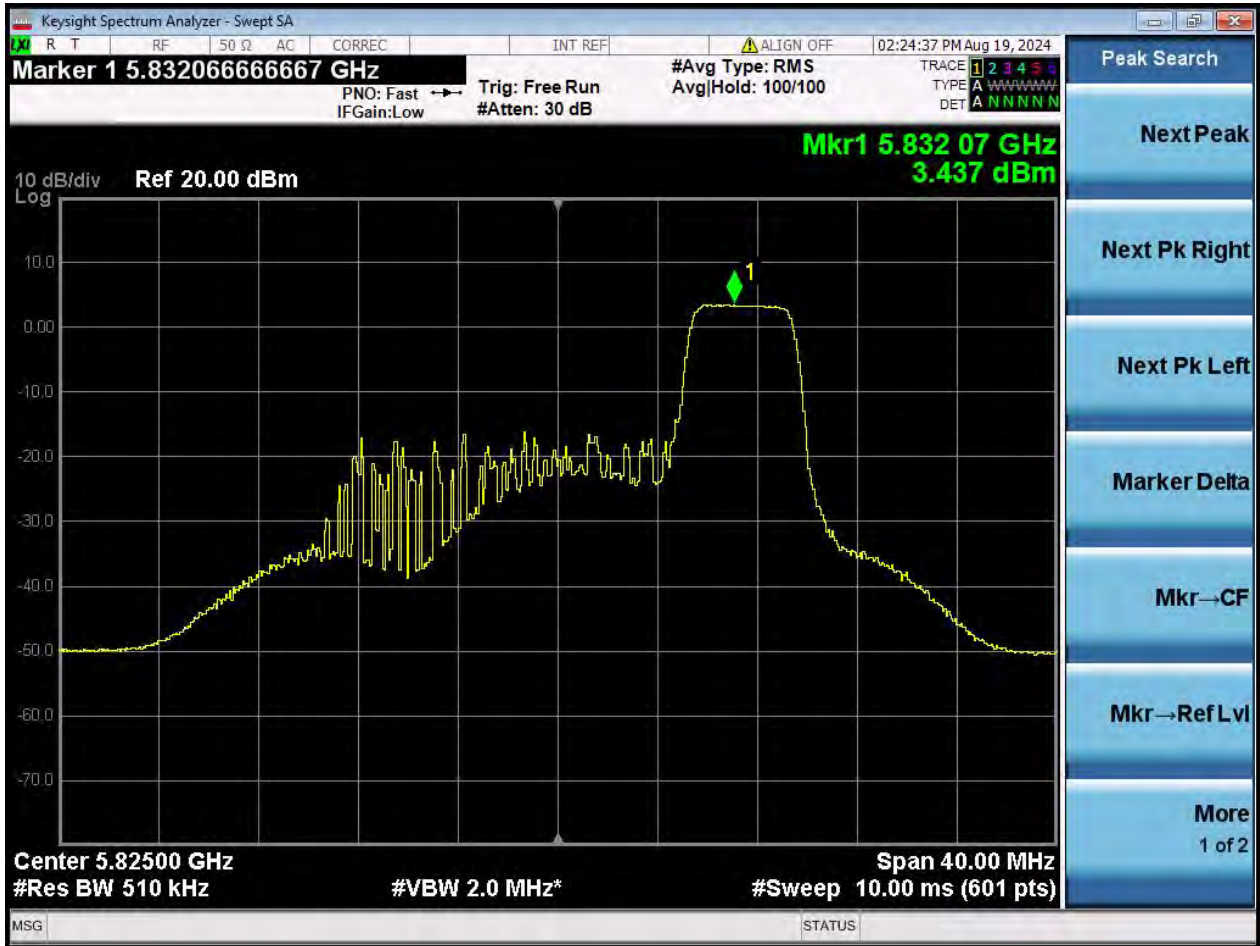 Keysight Spectrum Analyzer - Swept SA
LXI R T RF 50 Ω AC CORREC INT REF ALIGN OFF 02:24:37 PM Aug 19, 2024
Marker 1 5.832066666667 GHz
PNO: Fast
IFGain:Low
Trig: Free Run
#Atten: 30 dB
#Avg Type: RMS
Avg|Hold: 100/100
TRACE 1 2 3 4 5 6
TYPE A WWWWW
DET A N N N N N
Mkr1 5.832 07 GHz
3.437 dBm
10 dB/div Ref 20.00 dBm
Log
1
10.0
0.00
-10.0
-20.0
-30.0
-40.0
-50.0
-60.0
-70.0
Center 5.82500 GHz Span 40.00 MHz
#Res BW 510 kHz #VBW 2.0 MHz* #Sweep 10.00 ms (601 pts)
MSG STATUS
Peak Search
Next Peak
Next Pk Right
Next Pk Left
Marker Delta
Mkr→CF
Mkr→Ref Lvl
More
1 of 2